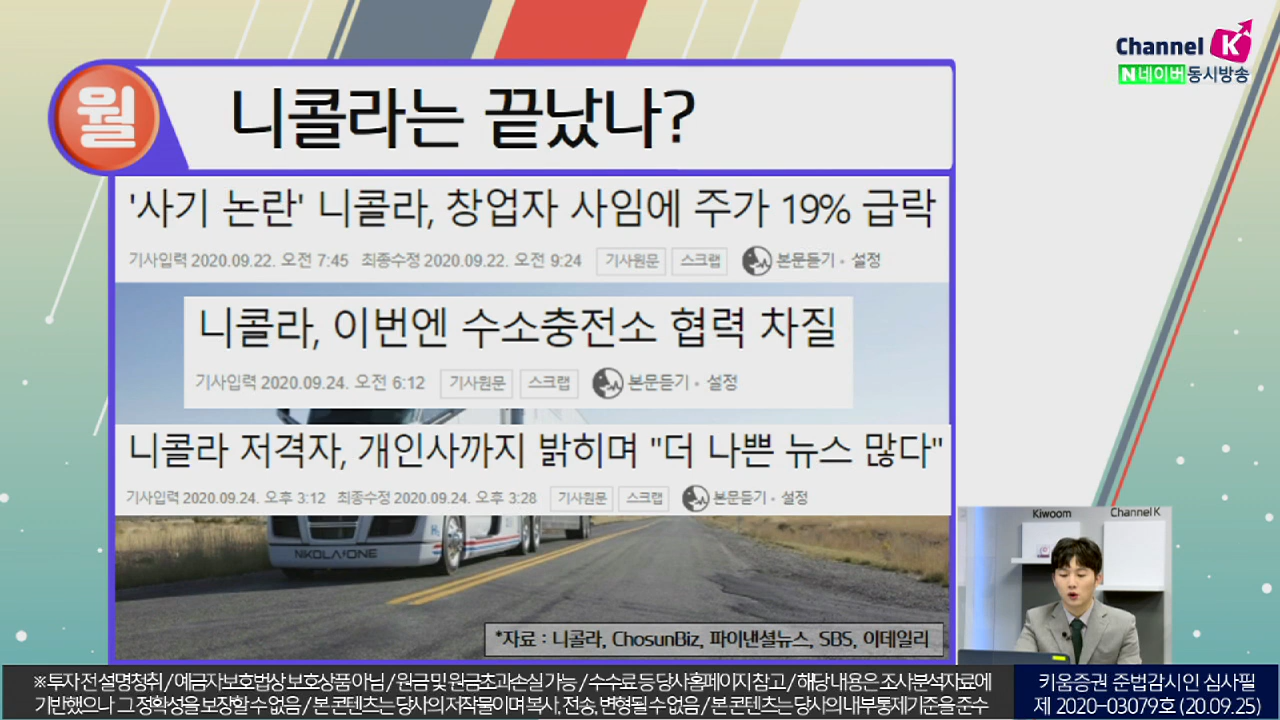 Channel K
N 네이버 동시방송
월
니콜라는 끝났나?
'사기 논란' 니콜라, 창업자 사임에 주가 19% 급락
기사입력 2020.09.22. 오전 7:45 최종수정 2020.09.22. 오전 9:24 기사원문 스크랩 본문듣기 · 설정
니콜라, 이번엔 수소충전소 협력 차질
기사입력 2020.09.24. 오전 6:12 기사원문 스크랩 본문듣기 · 설정
니콜라 저격자, 개인사까지 밝히며 "더 나쁜 뉴스 많다"
기사입력 2020.09.24. 오후 3:12 최종수정 2020.09.24. 오후 3:28 기사원문 스크랩 본문듣기 · 설정
NIKOLA ONE
*자료 : 니콜라, ChosunBiz, 파이낸셜뉴스, SBS, 이데일리
Kiwoom
Channel K
※ 투자 전 설명청취 / 예금자보호법상 보호상품 아님 / 원금 및 원금초과손실 가능 / 수수료 등 당사홈페이지 참고 / 해당 내용은 조사분석자료에
기반했으나 그 정확성을 보장할 수 없음 / 본 콘텐츠는 당사의 저작물이며 복사, 전송, 변형될 수 없음 / 본 콘텐츠는 당사의 내부통제기준을 준수
키움증권 준법감시인 심사필
제 2020-03079호 (20.09.25)